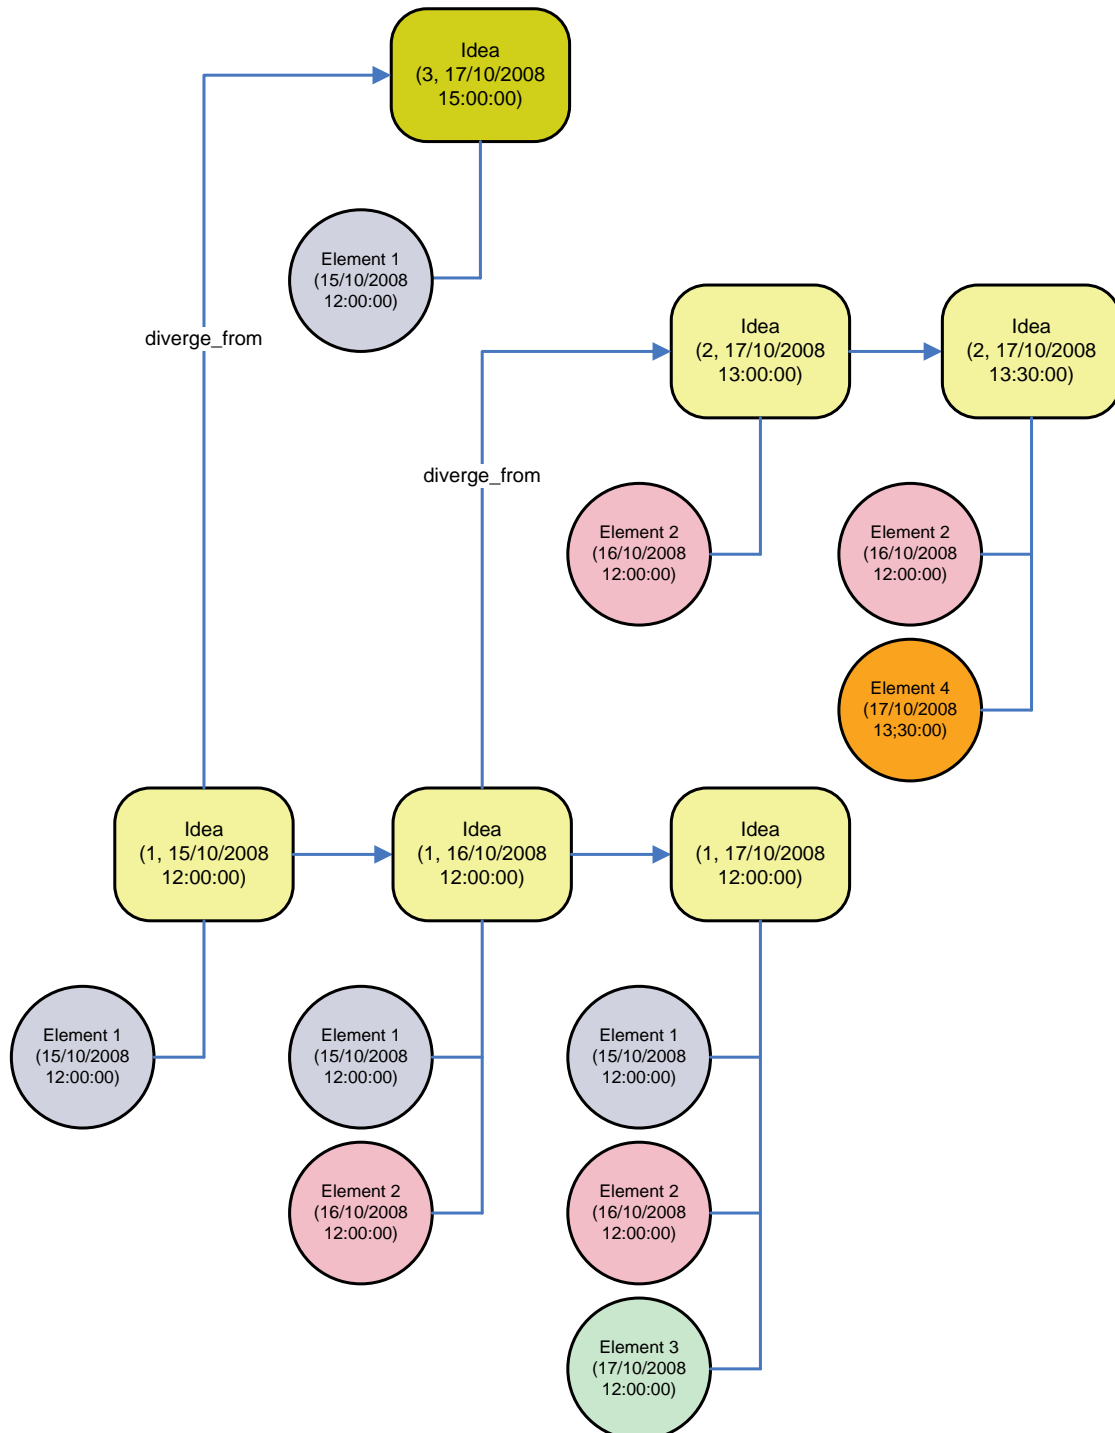 Idea
(3, 17/10/2008
15:00:00)
Element 1
(15/10/2008
12:00:00)
diverge_from
Idea
(2, 17/10/2008
13:00:00)
Idea
(2, 17/10/2008
13:30:00)
diverge_from
Element 2
(16/10/2008
12:00:00)
Element 2
(16/10/2008
12:00:00)
Element 4
(17/10/2008
13;30:00)
Idea
(1, 15/10/2008
12:00:00)
Idea
(1, 16/10/2008
12:00:00)
Idea
(1, 17/10/2008
12:00:00)
Element 1
(15/10/2008
12:00:00)
Element 1
(15/10/2008
12:00:00)
Element 1
(15/10/2008
12:00:00)
Element 2
(16/10/2008
12:00:00)
Element 2
(16/10/2008
12:00:00)
Element 3
(17/10/2008
12:00:00)